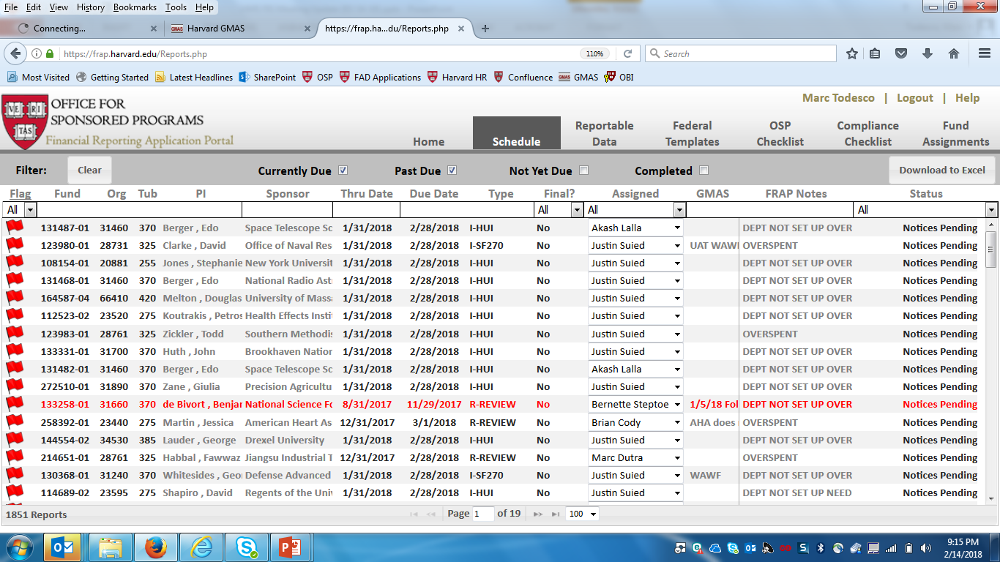 File Edit View History Bookmarks Tools Help
Connecting... Harvard GMAS https://frap.ha...du/Reports.php
https://frap.harvard.edu/Reports.php 110% Search
Most Visited Getting Started Latest Headlines SharePoint OSP FAD Applications Harvard HR Confluence GMAS OBI
VE RI TAS
OFFICE FOR
SPONSORED PROGRAMS
Financial Reporting Application Portal
Marc Todesco | Logout | Help
Home Schedule Reportable Data Federal Templates OSP Checklist Compliance Checklist Fund Assignments
Filter: Clear Currently Due Past Due Not Yet Due Completed Download to Excel
Flag Fund Org Tub PI Sponsor Thru Date Due Date Type Final? Assigned GMAS FRAP Notes Status
All All All All
131487-01 31460 370 Berger , Edo Space Telescope Sc 1/31/2018 2/28/2018 I-HUI No Akash Lalla DEPT NOT SET UP OVER Notices Pending
123980-01 28731 325 Clarke , David Office of Naval Res 1/31/2018 2/28/2018 I-SF270 No Justin Suied UAT WAWF OVERSPENT Notices Pending
108154-01 20881 255 Jones , Stephanie New York Universit 1/31/2018 2/28/2018 I-HUI No Justin Suied DEPT NOT SET UP OVER Notices Pending
131468-01 31460 370 Berger , Edo National Radio Ast 1/31/2018 2/28/2018 I-HUI No Justin Suied DEPT NOT SET UP OVER Notices Pending
164587-04 66410 420 Melton , Douglas University of Massa 1/31/2018 2/28/2018 I-HUI No Justin Suied DEPT NOT SET UP OVER Notices Pending
112523-02 23520 275 Koutrakis , Petros Health Effects Insti 1/31/2018 2/28/2018 I-HUI No Justin Suied DEPT NOT SET UP OVER Notices Pending
123983-01 28761 325 Zickler , Todd Southern Methodis 1/31/2018 2/28/2018 I-HUI No Justin Suied OVERSPENT Notices Pending
133331-01 31700 370 Huth , John Brookhaven Nation 1/31/2018 2/28/2018 I-HUI No Justin Suied DEPT NOT SET UP OVER Notices Pending
131482-01 31460 370 Berger , Edo Space Telescope Sc 1/31/2018 2/28/2018 I-HUI No Akash Lalla DEPT NOT SET UP OVER Notices Pending
272510-01 31890 370 Zane , Giulia Precision Agricultu 1/31/2018 2/28/2018 I-HUI No Justin Suied DEPT NOT SET UP OVER Notices Pending
133258-01 31660 370 de Bivort , Benjar National Science Fo 8/31/2017 11/29/2017 R-REVIEW No Bernette Steptoe 1/5/18 Fol DEPT NOT SET UP OVER Notices Pending
258392-01 23440 275 Martin , Jessica American Heart As 12/31/2017 3/1/2018 R-REVIEW No Brian Cody AHA does OVERSPENT Notices Pending
144554-02 34530 385 Lauder , George Drexel University 1/31/2018 2/28/2018 I-HUI No Justin Suied DEPT NOT SET UP OVER Notices Pending
214651-01 28761 325 Habbal , Fawwaz Jiangsu Industrial T 12/31/2017 2/28/2018 R-REVIEW No Marc Dutra OVERSPENT Notices Pending
130368-01 31240 370 Whitesides , Geor Defense Advanced 1/31/2018 2/28/2018 I-SF270 No Justin Suied WAWF DEPT NOT SET UP OVER Notices Pending
114689-02 23595 275 Shapiro , David Regents of the Univ 1/31/2018 2/28/2018 I-HUI No Justin Suied DEPT NOT SET UP NEED Notices Pending
1851 Reports Page 1 of 19 100
9:15 PM
2/14/2018